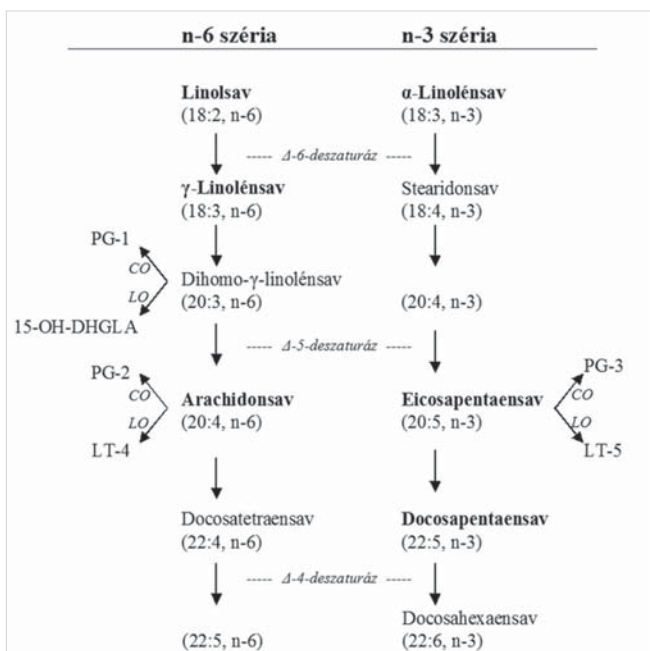 n-6 széria n-3 széria
Linolsav α-Linolénsav
(18:2, n-6) (18:3, n-3)
----- Δ-6-deszaturáz -----
γ-Linolénsav Stearidonsav
(18:3, n-6) (18:4, n-3)
PG-1
CO
Dihomo-γ-linolénsav
LO (20:3, n-6) (20:4, n-3)
15-OH-DHGLA
----- Δ-5-deszaturáz -----
PG-2 PG-3
CO Arachidonsav Eicosapentaensav CO
LO (20:4, n-6) (20:5, n-3) LO
LT-4 LT-5
Docosatetraensav Docosapentaensav
(22:4, n-6) (22:5, n-3)
----- Δ-4-deszaturáz -----
Docosahexaensav
(22:5, n-6) (22:6, n-3)